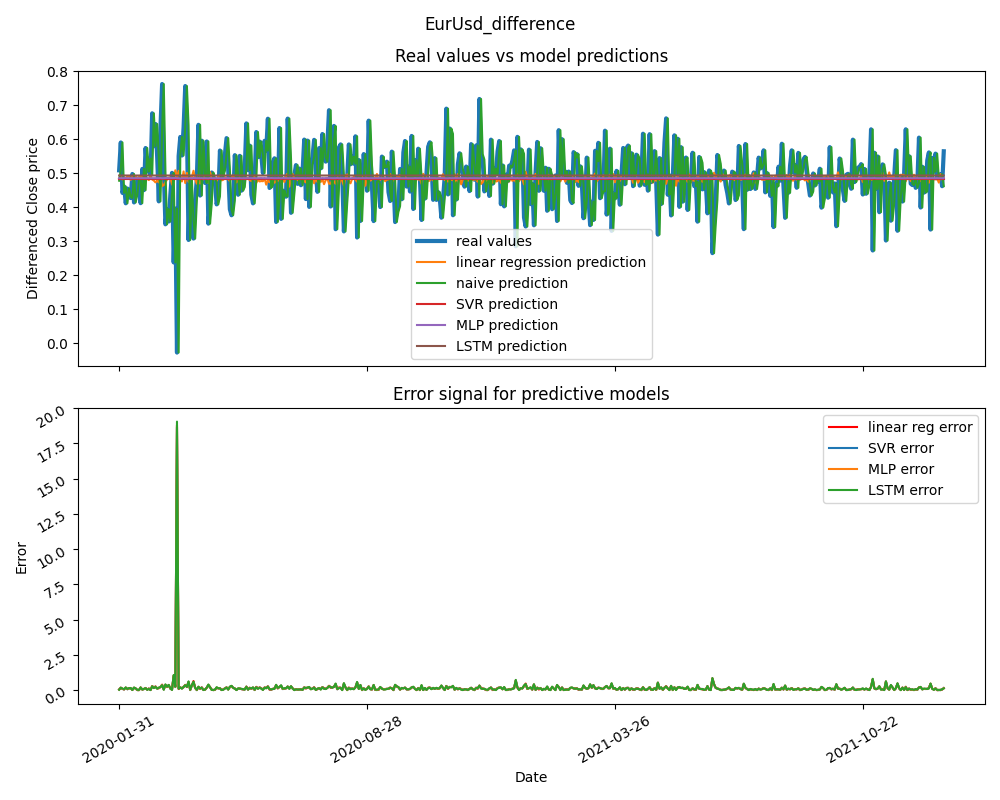 EurUsd_difference
Real values vs model predictions
Differenced Close price
0.8
0.7
0.6
0.5
0.4
0.3
0.2
0.1
0.0
real values
linear regression prediction
naive prediction
SVR prediction
MLP prediction
LSTM prediction
Error signal for predictive models
Error
20.0
17.5
15.0
12.5
10.0
7.5
5.0
2.5
0.0
linear reg error
SVR error
MLP error
LSTM error
2020-01-31
2020-08-28
2021-03-26
2021-10-22
Date